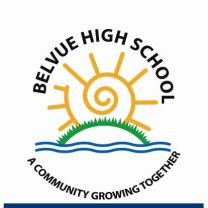 BELVUE HIGH SCHOOL
A COMMUNITY GROWING TOGETHER